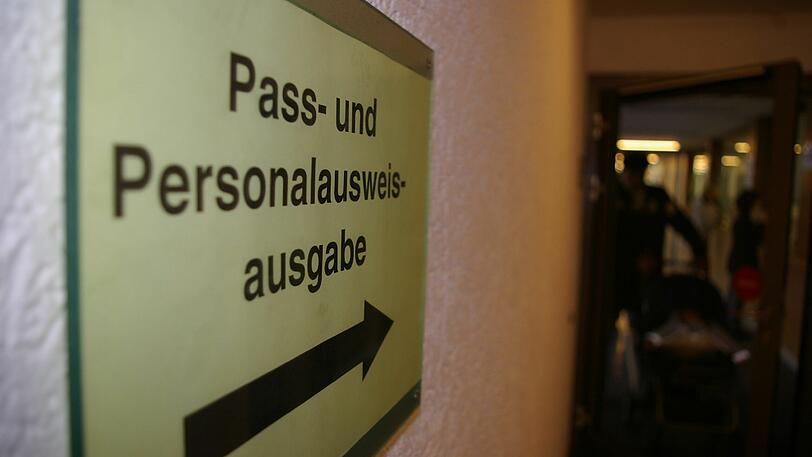 Pass- und
Personalausweis-
ausgabe